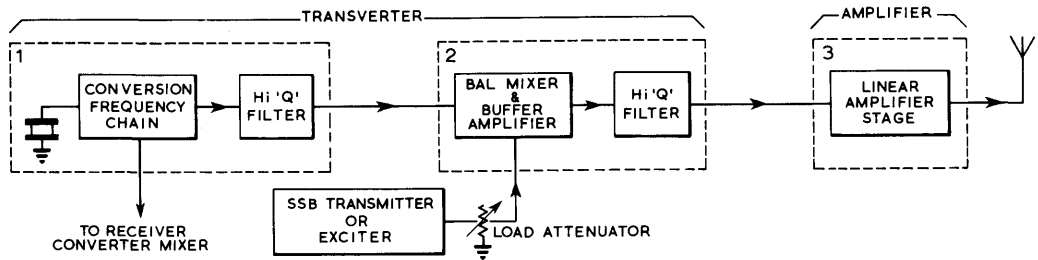 TRANSVERTER
AMPLIFIER
1
CONVERSION
FREQUENCY
CHAIN
Hi 'Q'
FILTER
2
BAL MIXER
&
BUFFER
AMPLIFIER
Hi 'Q'
FILTER
3
LINEAR
AMPLIFIER
STAGE
TO RECEIVER
CONVERTER MIXER
SSB TRANSMITTER
OR
EXCITER
LOAD ATTENUATOR